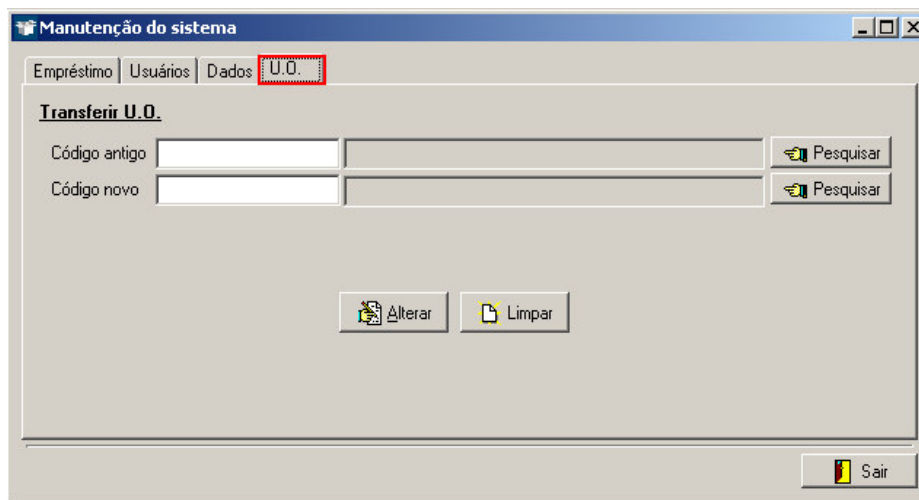 Manutenção do sistema
Empréstimo Usuários Dados U.O.
Transferir U.O.
Código antigo Pesquisar
Código novo Pesquisar
Alterar Limpar
Sair